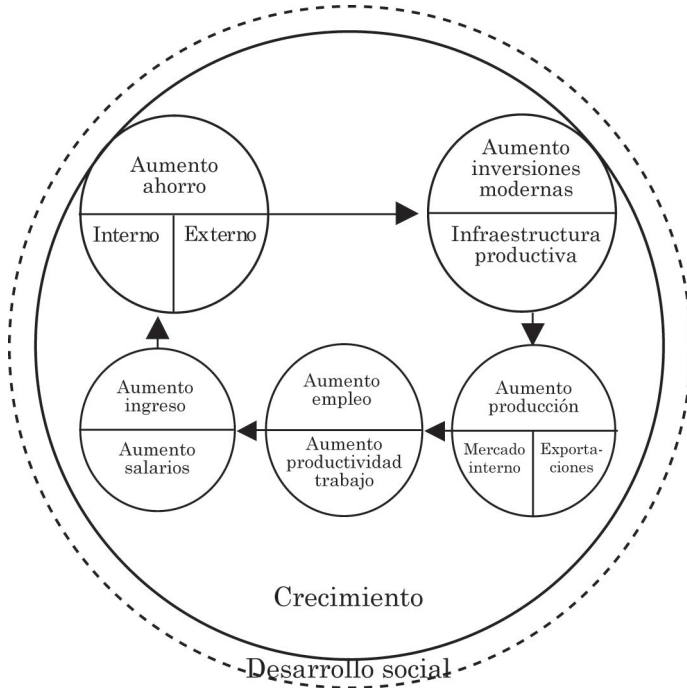 Aumento
ahorro
Interno
Externo
Aumento
inversiones
modernas
Infraestructura
productiva
Aumento
ingreso
Aumento
salarios
Aumento
empleo
Aumento
productividad
trabajo
Aumento
producción
Mercado
interno
Exporta-
ciones
Crecimiento
Desarrollo social